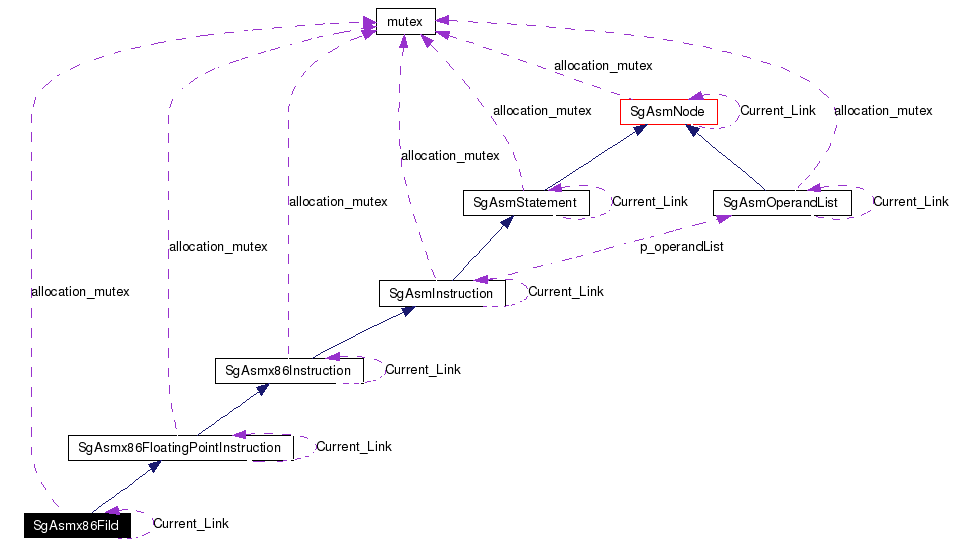 mutex
allocation_mutex
SgAsmNode
Current_Link
allocation_mutex
allocation_mutex
allocation_mutex
SgAsmStatement
Current_Link
SgAsmOperandList
Current_Link
allocation_mutex
allocation_mutex
p_operandList
allocation_mutex
SgAsmInstruction
Current_Link
SgAsmx86Instruction
Current_Link
SgAsmx86FloatingPointInstruction
Current_Link
SgAsmx86Fild
Current_Link